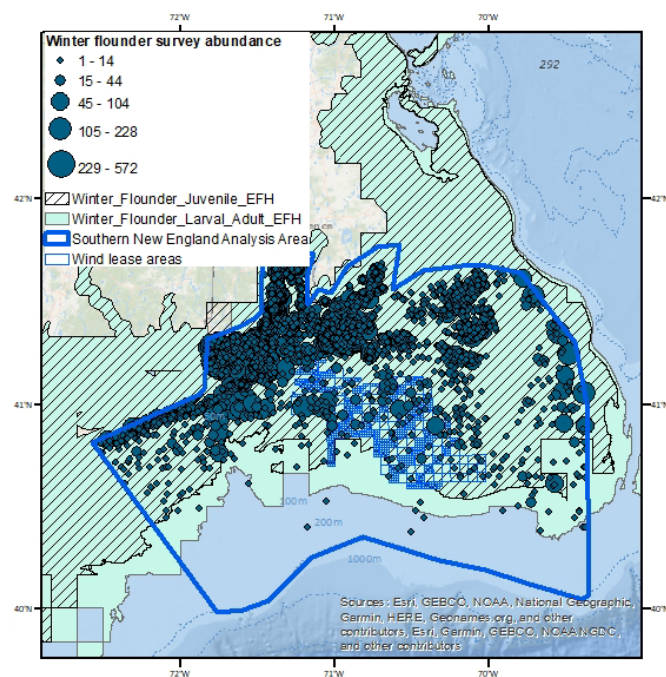 72°W 71°W 70°W
Winter flounder survey abundance
1 - 14
15 - 44
45 - 104
105 - 228
229 - 572
Winter_Flounder_Juvenile_EFH
Winter_Flounder_Larval_Adult_EFH
Southern New England Analysis Area
Wind lease areas
292
42°N 42°N
41°N 41°N
100m
200m
1000m
40°N 40°N
Sources: Esri, GEBCO, NOAA, National Geographic,
Garmin, HERE, Geonames.org, and other
contributors, Esri, Garmin, GEBCO, NOAA NGDC,
and other contributors
72°W 71°W 70°W